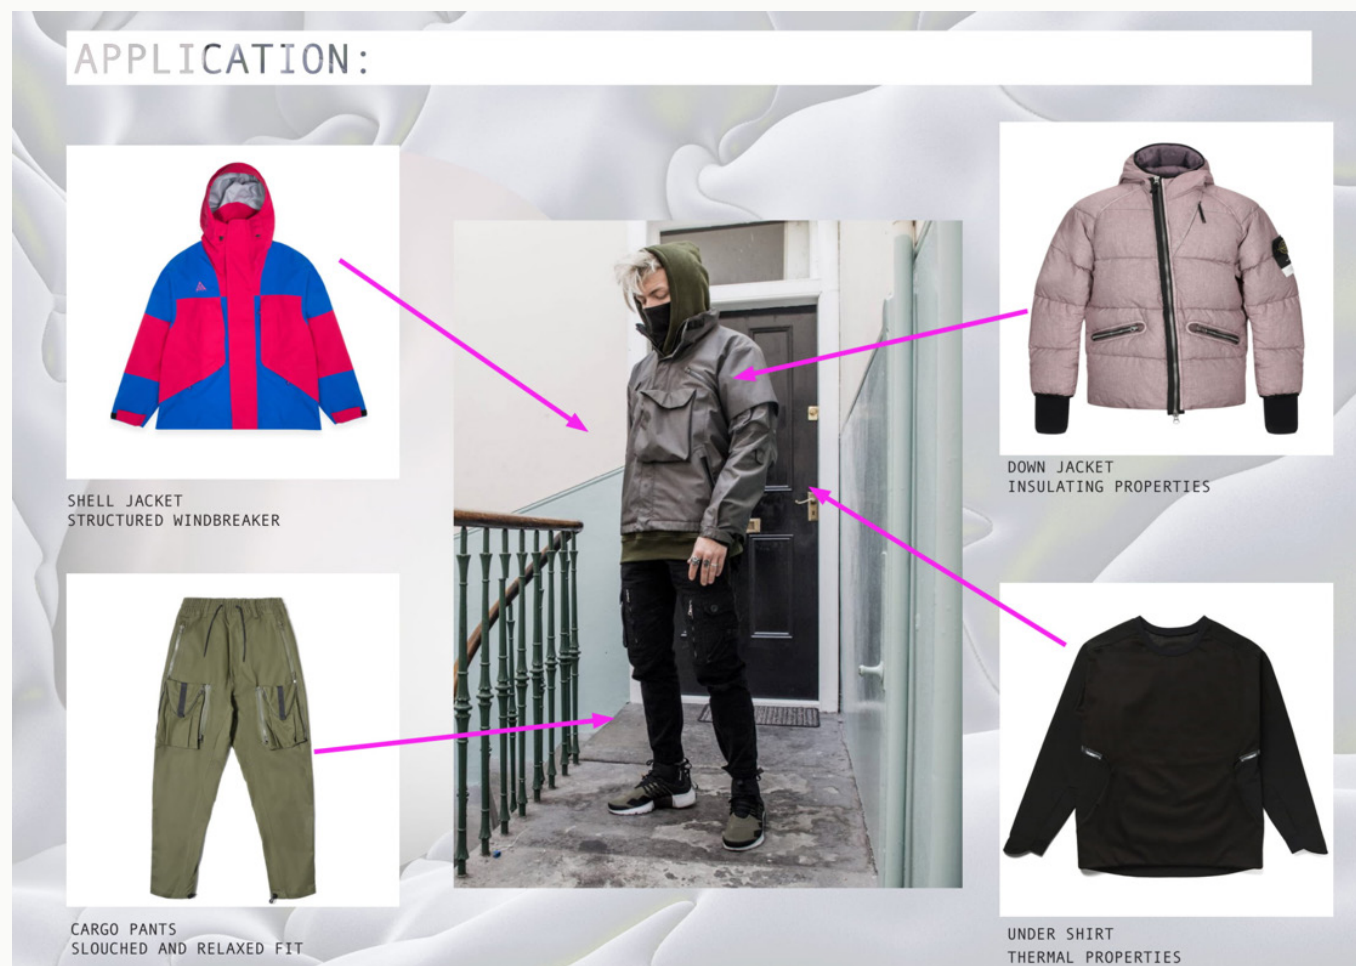 APPLICATION:
SHELL JACKET
STRUCTURED WINDBREAKER
DOWN JACKET
INSULATING PROPERTIES
CARGO PANTS
SLOUCHED AND RELAXED FIT
UNDER SHIRT
THERMAL PROPERTIES